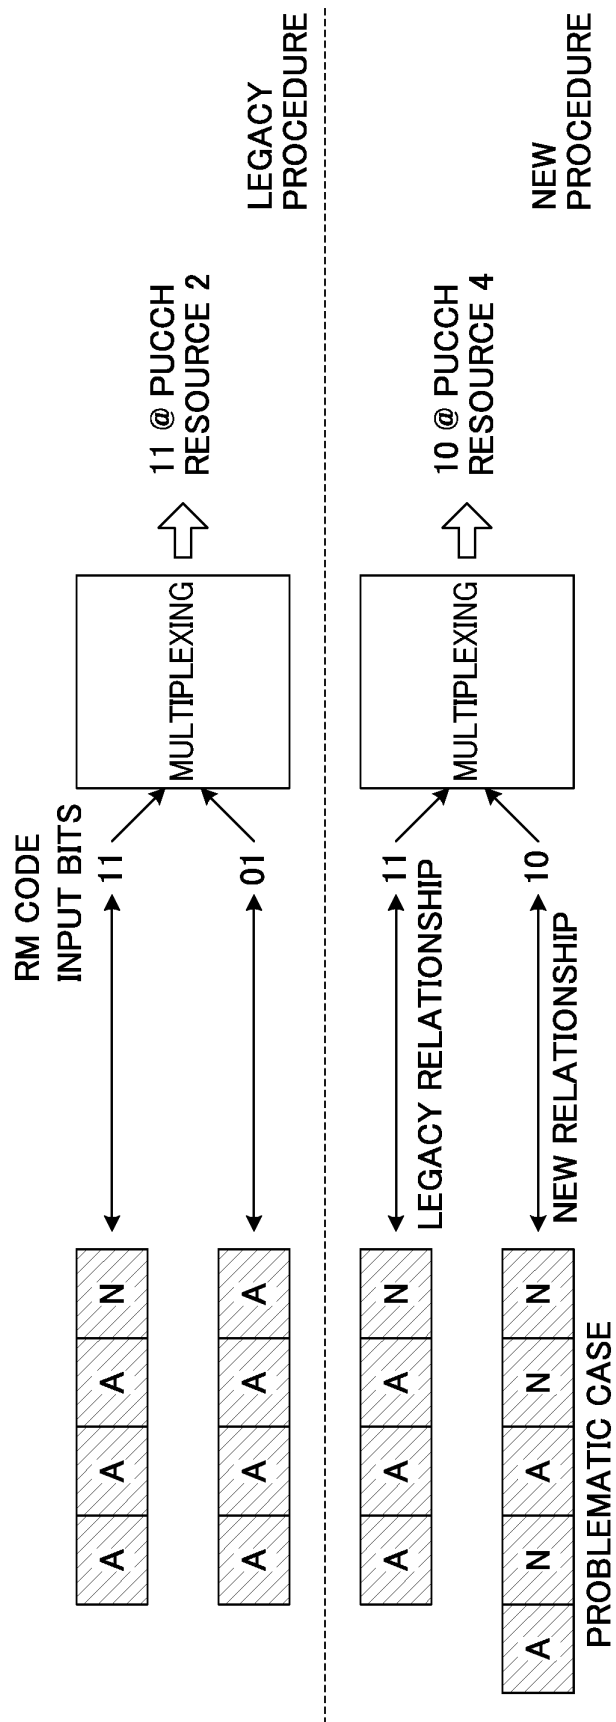 RM CODE
INPUT BITS
A A A N
11
MULTIPLEXING
11 @ PUCCH
RESOURCE 2
A A A A
01
LEGACY
PROCEDURE
A A A N
11
LEGACY RELATIONSHIP
MULTIPLEXING
10 @ PUCCH
RESOURCE 4
A N A N N
10
NEW RELATIONSHIP
PROBLEMATIC CASE
NEW
PROCEDURE